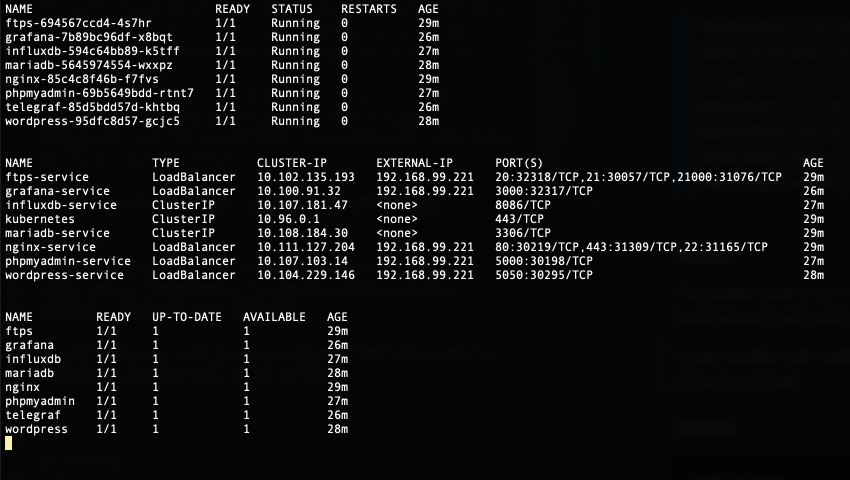 NAME READY STATUS RESTARTS AGE
ftps-694567ccd4-4s7hr 1/1 Running 0 29m
grafana-7b89bc96df-x8bqt 1/1 Running 0 26m
influxdb-594c64bb89-k5tff 1/1 Running 0 27m
mariadb-5645974554-wxxpz 1/1 Running 0 28m
nginx-85c4c8f46b-f7fvs 1/1 Running 0 29m
phpmyadmin-69b5649bdd-rtnt7 1/1 Running 0 27m
telegraf-85d5bdd57d-khtbq 1/1 Running 0 26m
wordpress-95dfc8d57-gcjc5 1/1 Running 0 28m
NAME TYPE CLUSTER-IP EXTERNAL-IP PORT(S) AGE
ftps-service LoadBalancer 10.102.135.193 192.168.99.221 20:32318/TCP,21:30057/TCP,21000:31076/TCP 29m
grafana-service LoadBalancer 10.100.91.32 192.168.99.221 3000:32317/TCP 26m
influxdb-service ClusterIP 10.107.181.47 <none> 8086/TCP 27m
kubernetes ClusterIP 10.96.0.1 <none> 443/TCP 29m
mariadb-service ClusterIP 10.108.184.30 <none> 3306/TCP 28m
nginx-service LoadBalancer 10.111.127.204 192.168.99.221 80:30219/TCP,443:31309/TCP,22:31165/TCP 29m
phpmyadmin-service LoadBalancer 10.107.103.14 192.168.99.221 5000:30198/TCP 27m
wordpress-service LoadBalancer 10.104.229.146 192.168.99.221 5050:30295/TCP 28m
NAME READY UP-TO-DATE AVAILABLE AGE
ftps 1/1 1 1 29m
grafana 1/1 1 1 26m
influxdb 1/1 1 1 27m
mariadb 1/1 1 1 28m
nginx 1/1 1 1 29m
phpmyadmin 1/1 1 1 27m
telegraf 1/1 1 1 26m
wordpress 1/1 1 1 28m